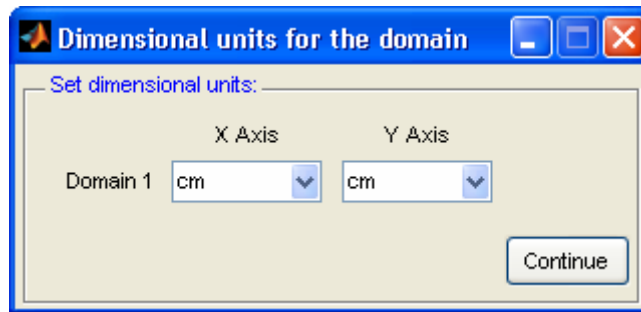 Dimensional units for the domain
Set dimensional units:
X Axis Y Axis
Domain 1 cm cm
Continue